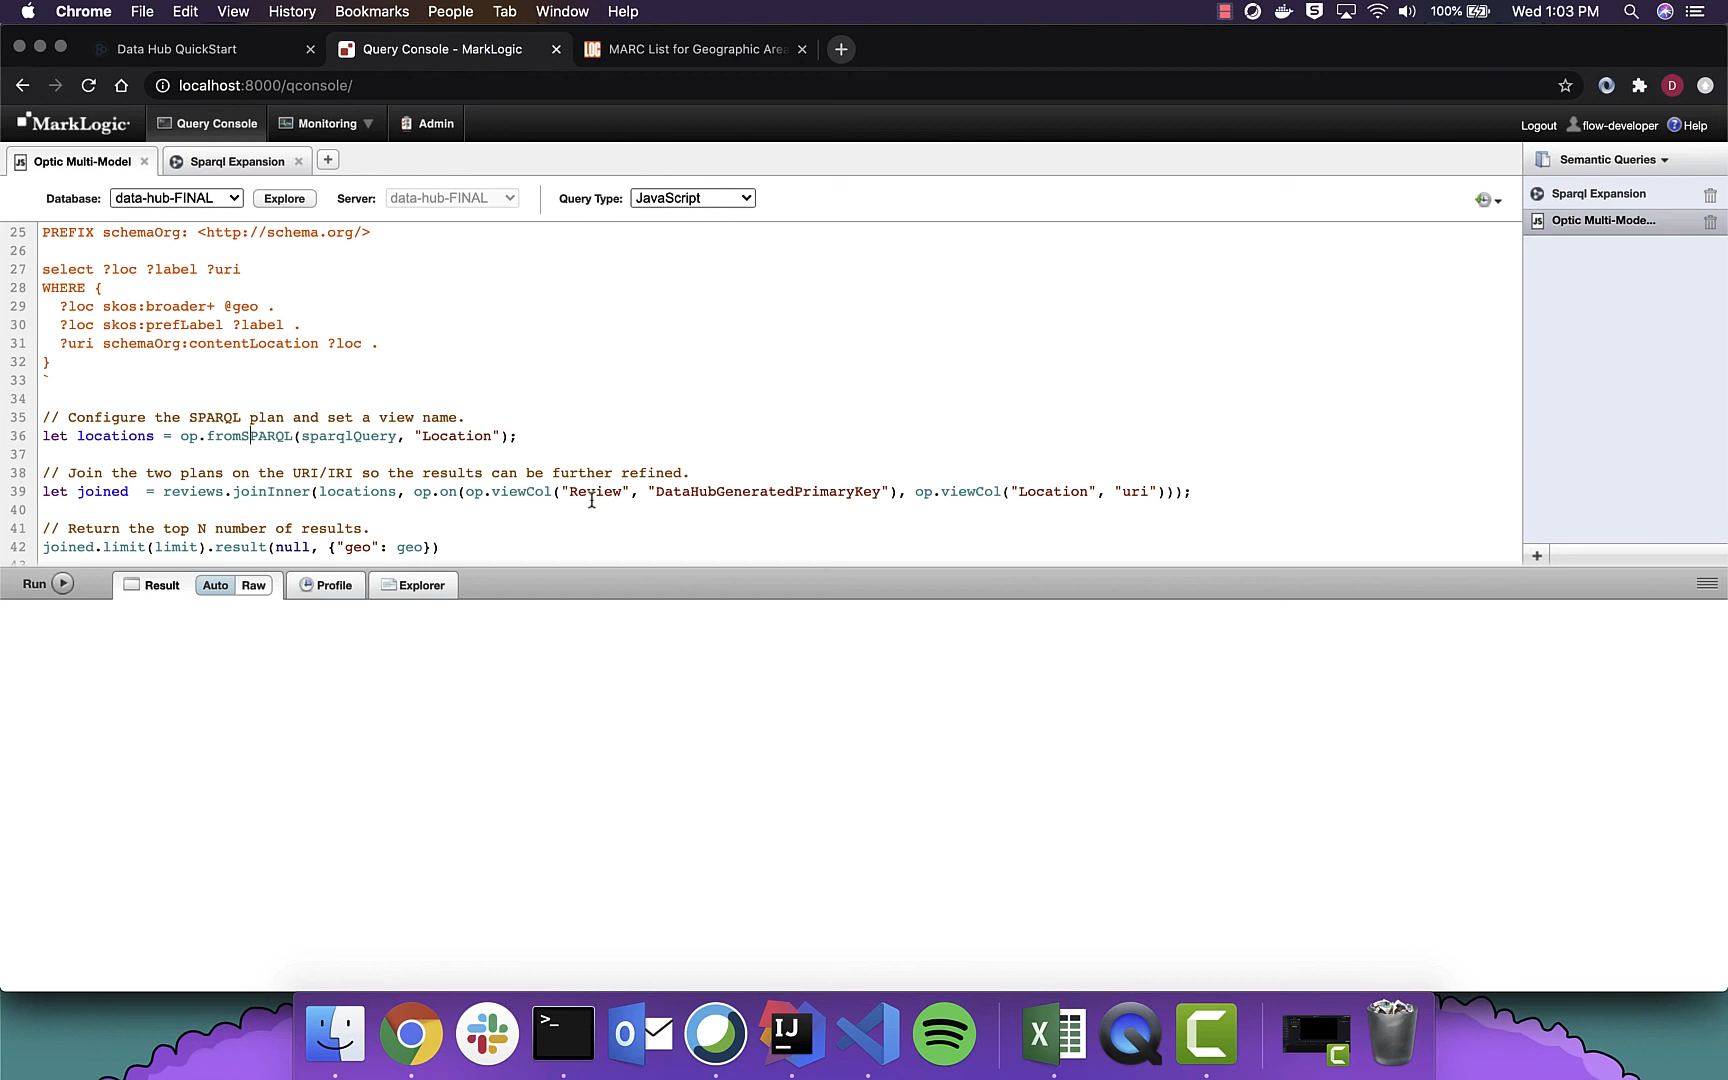 Chrome File Edit View History Bookmarks People Tab Window Help 100% Wed 1:03 PM
Data Hub QuickStart Query Console - MarkLogic LOC MARC List for Geographic Area
localhost:8000/qconsole/ D
MarkLogic Query Console Monitoring Admin Logout flow-developer Help
JS Optic Multi-Model Sparql Expansion Semantic Queries
Database: data-hub-FINAL Explore Server: data-hub-FINAL Query Type: JavaScript
Sparql Expansion
JS Optic Multi-Mode...
25 PREFIX schemaOrg: <http://schema.org/>
26
27 select ?loc ?label ?uri
28 WHERE {
29 ?loc skos:broader+ @geo .
30 ?loc skos:prefLabel ?label .
31 ?uri schemaOrg:contentLocation ?loc .
32 }
33 `
34
35 // Configure the SPARQL plan and set a view name.
36 let locations = op.fromSPARQL(sparqlQuery, "Location");
37
38 // Join the two plans on the URI/IRI so the results can be further refined.
39 let joined = reviews.joinInner(locations, op.on(op.viewCol("Review", "DataHubGeneratedPrimaryKey"), op.viewCol("Location", "uri")));
40
41 // Return the top N number of results.
42 joined.limit(limit).result(null, {"geo": geo})
Run Result Auto Raw Profile Explorer